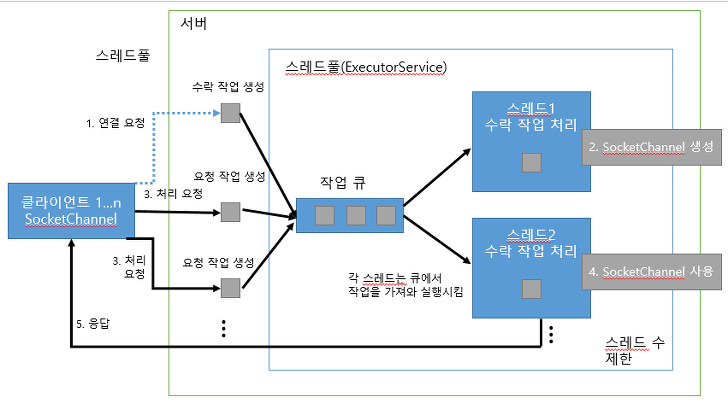 서버
스레드풀
스레드풀(ExecutorService)
수락 작업 생성
1. 연결 요청
스레드1
수락 작업 처리
2. SocketChannel 생성
요청 작업 생성
작업 큐
3. 처리 요청
클라이언트 1...n
SocketChannel
스레드2
수락 작업 처리
3. 처리
요청
요청 작업 생성
각 스레드는 큐에서
작업을 가져와 실행시킴
4. SocketChannel 사용
5. 응답
스레드 수
제한